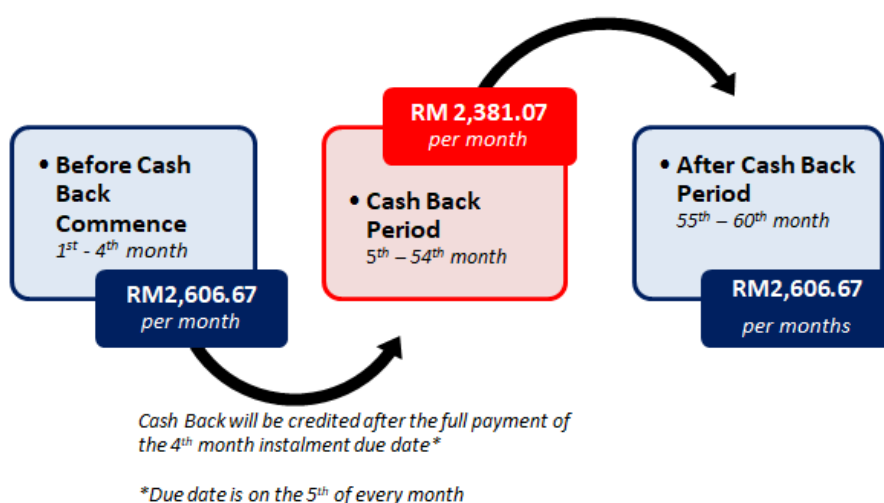 • Before Cash
Back
Commence
1st - 4th month
RM2,606.67
per month
RM 2,381.07
per month
• Cash Back
Period
5th – 54th month
• After Cash Back
Period
55th – 60th month
RM2,606.67
per months
Cash Back will be credited after the full payment of
the 4th month instalment due date*
*Due date is on the 5th of every month